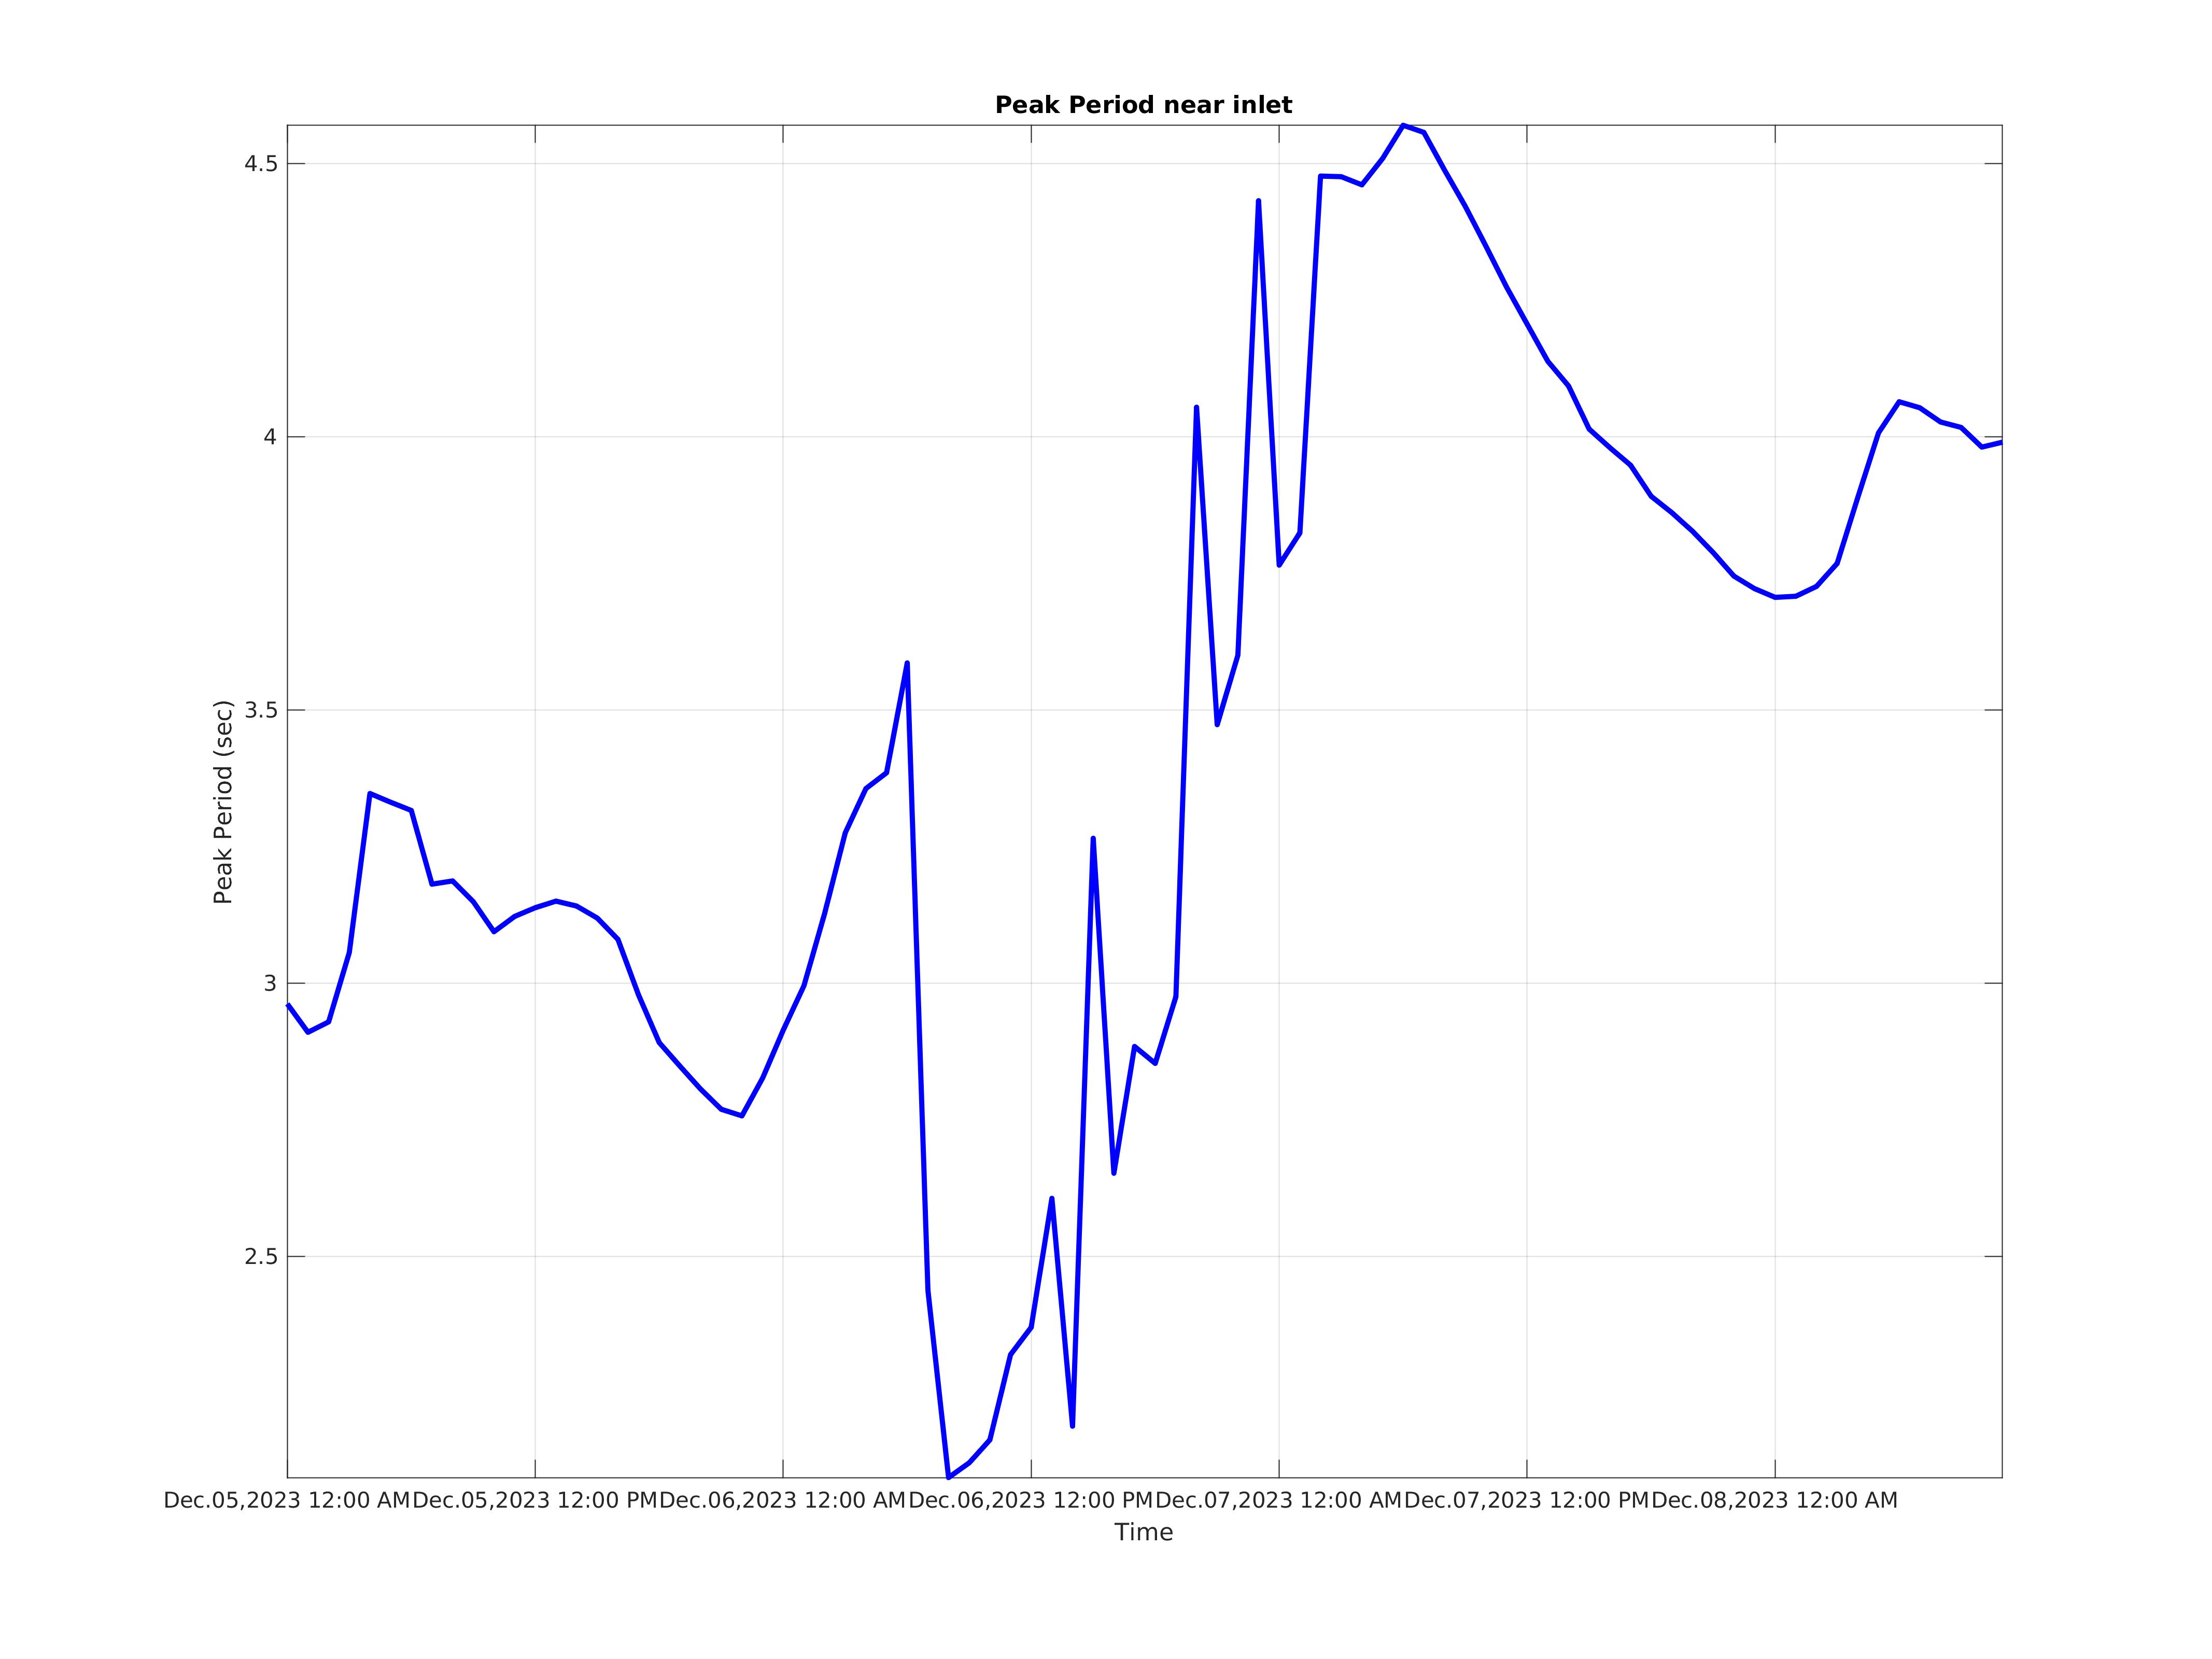 Peak Period near inlet
4.5
4
3.5
3
2.5
Peak Period (sec)
Dec.05,2023 12:00 AM Dec.05,2023 12:00 PM Dec.06,2023 12:00 AM Dec.06,2023 12:00 PM Dec.07,2023 12:00 AM Dec.07,2023 12:00 PM Dec.08,2023 12:00 AM
Time